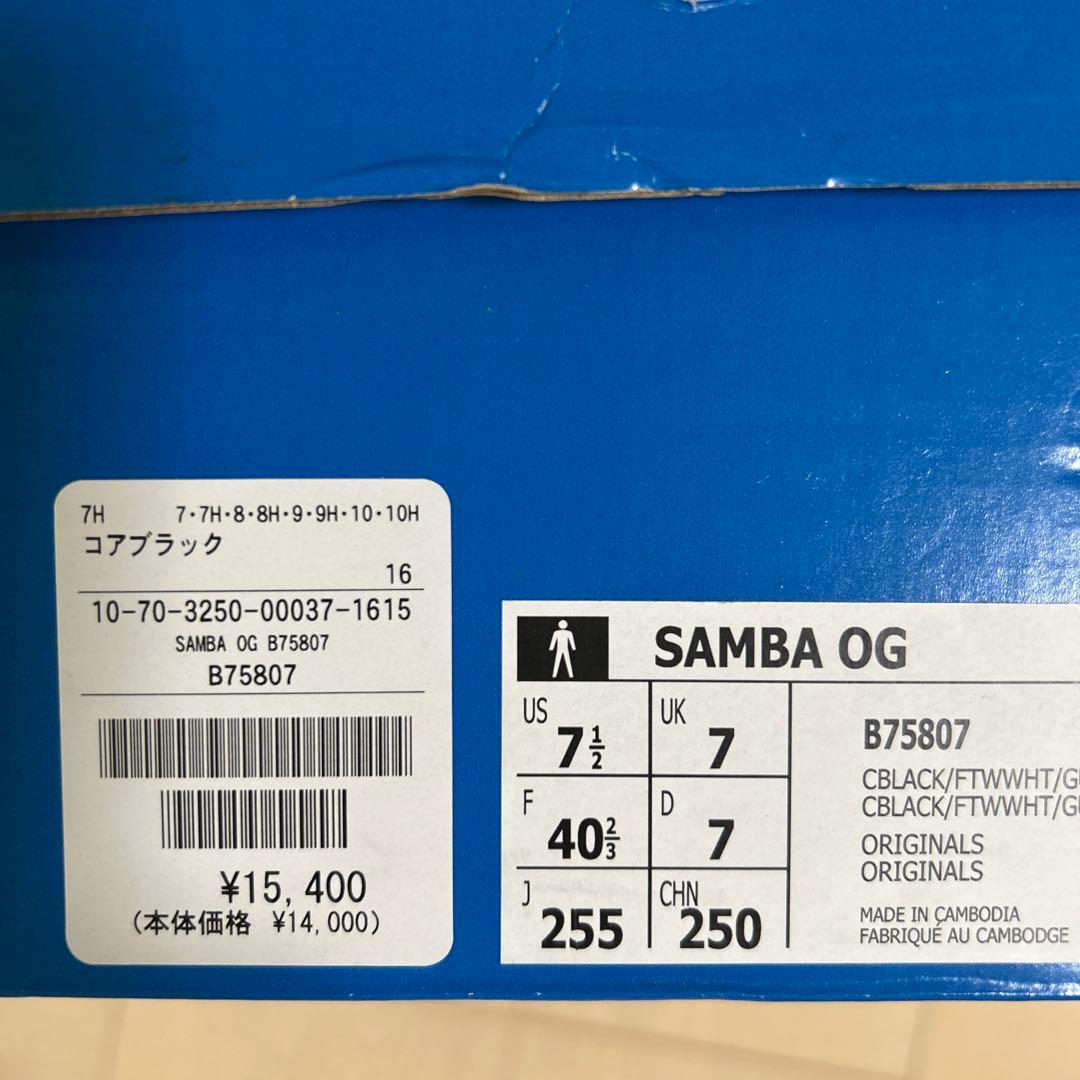 7H 7・7H・8・8H・9・9H・10・10H
コアブラック
16
10-70-3250-00037-1615
SAMBA OG B75807
B75807
¥15,400
(本体価格 ¥14,000)
SAMBA OG
US 7½ UK 7
F 40⅔ D 7
J 255 CHN 250
B75807
CBLACK/FTWWHT/
CBLACK/FTWWHT/
ORIGINALS
ORIGINALS
MADE IN CAMBODIA
FABRIQUÉ AU CAMBODGE